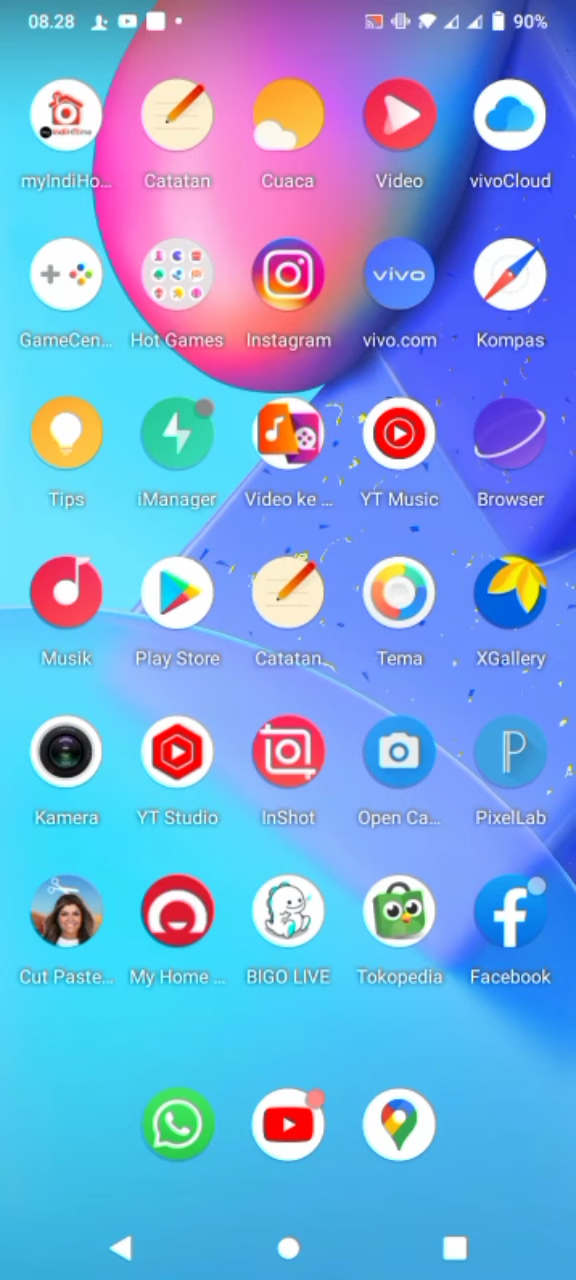 08.28
90%
myIndiHo...
Catatan
Cuaca
Video
vivoCloud
vivo
GameCen...
Hot Games
Instagram
vivo.com
Kompas
Tips
iManager
Video ke ...
YT Music
Browser
Musik
Play Store
Catatan
Tema
XGallery
Kamera
YT Studio
InShot
Open Ca...
PixelLab
Cut Paste...
My Home ...
BIGO LIVE
Tokopedia
Facebook